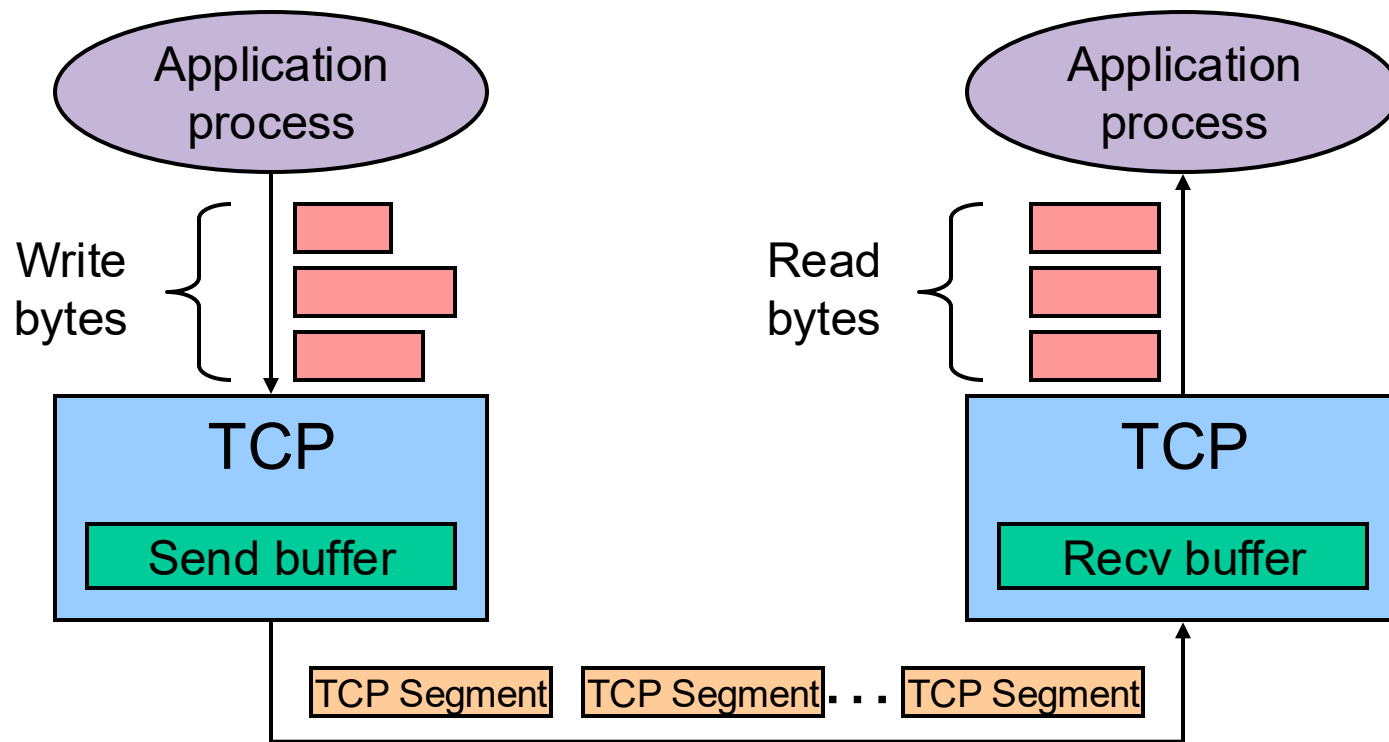 Application
process
Application
process
Write
bytes
Read
bytes
TCP
TCP
Send buffer
Recv buffer
TCP Segment
TCP Segment
. . .
TCP Segment